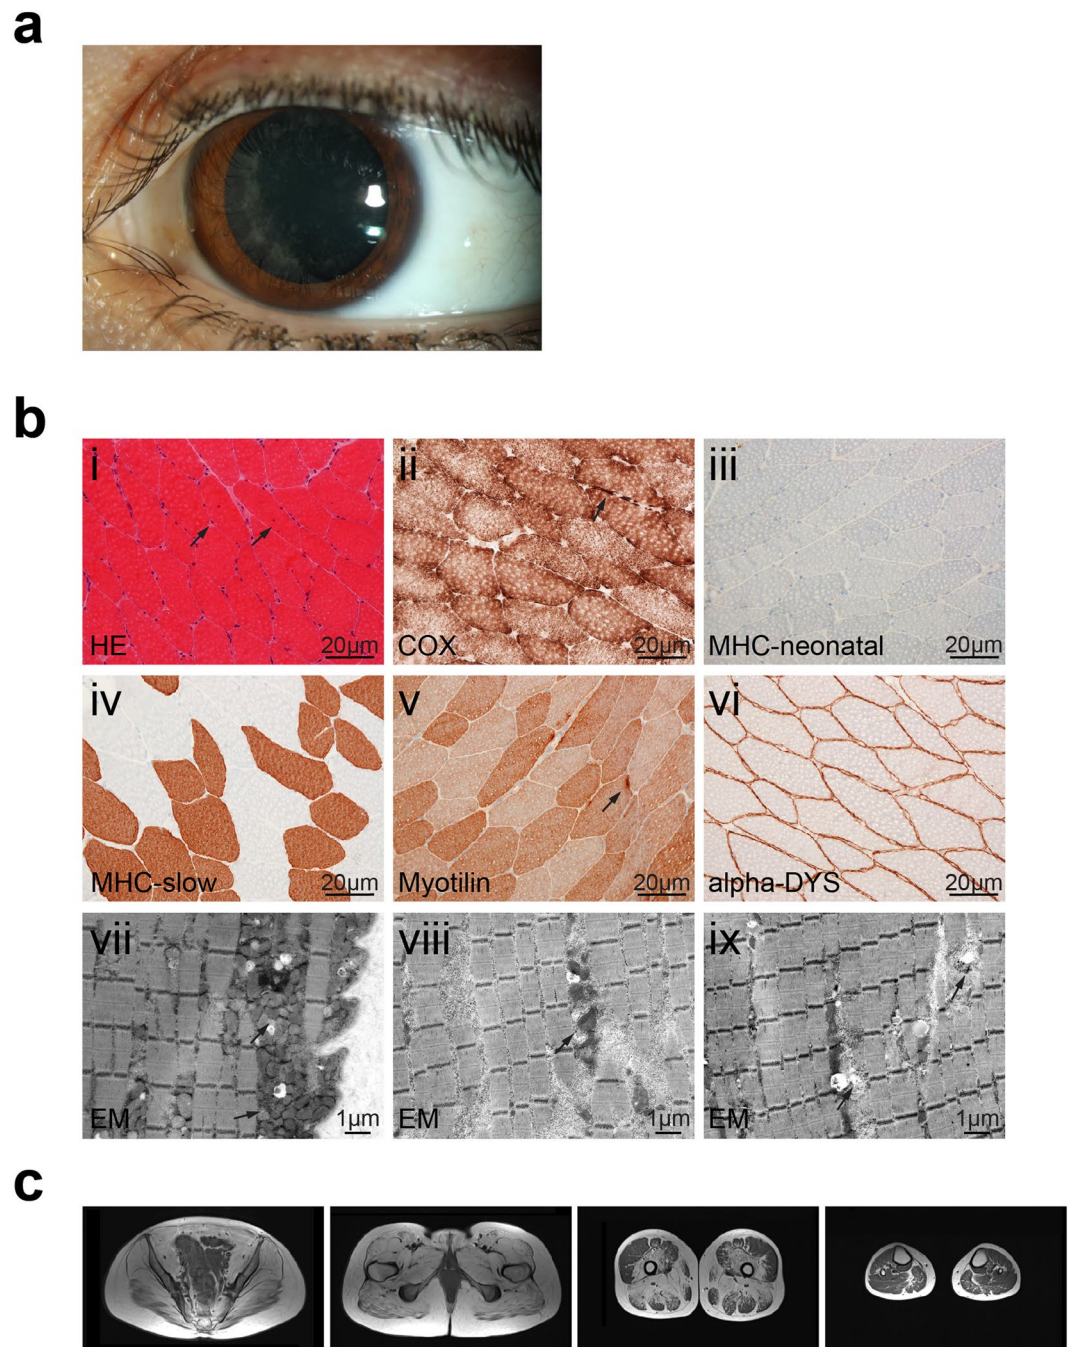 a
b
i
HE
20µm
ii
COX
20µm
iii
MHC-neonatal
20µm
iv
MHC-slow
20µm
v
Myotilin
20µm
vi
alpha-DYS
20µm
vii
EM
1µm
viii
EM
1µm
ix
EM
1µm
c